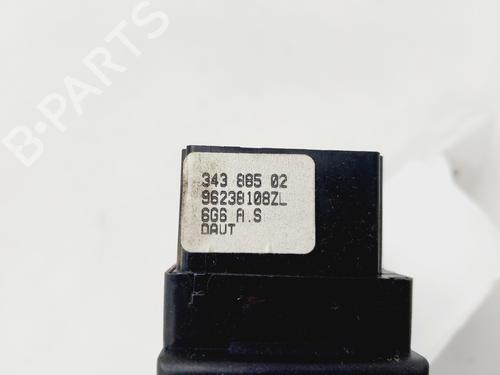 B-PARTS
343 885 02
96238108ZL
6G6 A.S
DAUT